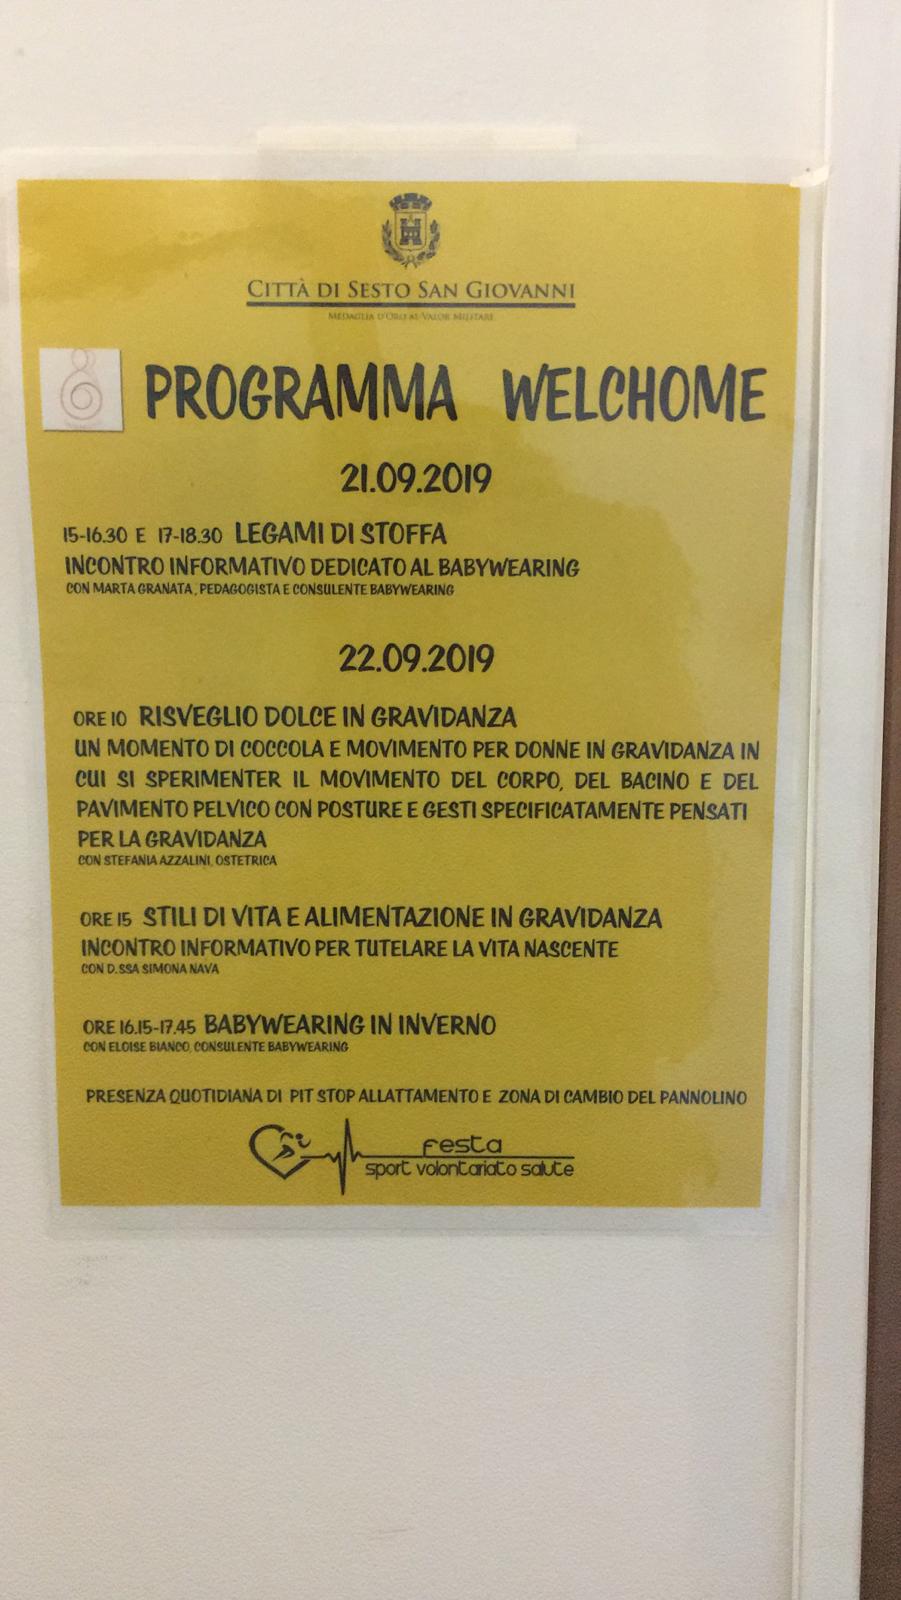 CITTÀ DI SESTO SAN GIOVANNI
MEDAGLIA D'ORO AL VALOR MILITARE
PROGRAMMA WELCHOME
21.09.2019
15-16.30 E 17-18.30 LEGAMI DI STOFFA
INCONTRO INFORMATIVO DEDICATO AL BABYWEARING
CON MARTA GRANATA, PEDAGOGISTA E CONSULENTE BABYWEARING
22.09.2019
ORE 10 RISVEGLIO DOLCE IN GRAVIDANZA
UN MOMENTO DI COCCOLA E MOVIMENTO PER DONNE IN GRAVIDANZA IN
CUI SI SPERIMENTER IL MOVIMENTO DEL CORPO, DEL BACINO E DEL
PAVIMENTO PELVICO CON POSTURE E GESTI SPECIFICATAMENTE PENSATI
PER LA GRAVIDANZA
CON STEFANIA AZZALINI, OSTETRICA
ORE 15 STILI DI VITA E ALIMENTAZIONE IN GRAVIDANZA
INCONTRO INFORMATIVO PER TUTELARE LA VITA NASCENTE
CON D.SSA SIMONA NAVA
ORE 16.15-17.45 BABYWEARING IN INVERNO
CON ELOISE BIANCO, CONSULENTE BABYWEARING
PRESENZA QUOTIDIANA DI PIT STOP ALLATTAMENTO E ZONA DI CAMBIO DEL PANNOLINO
festa
sport volontariato salute